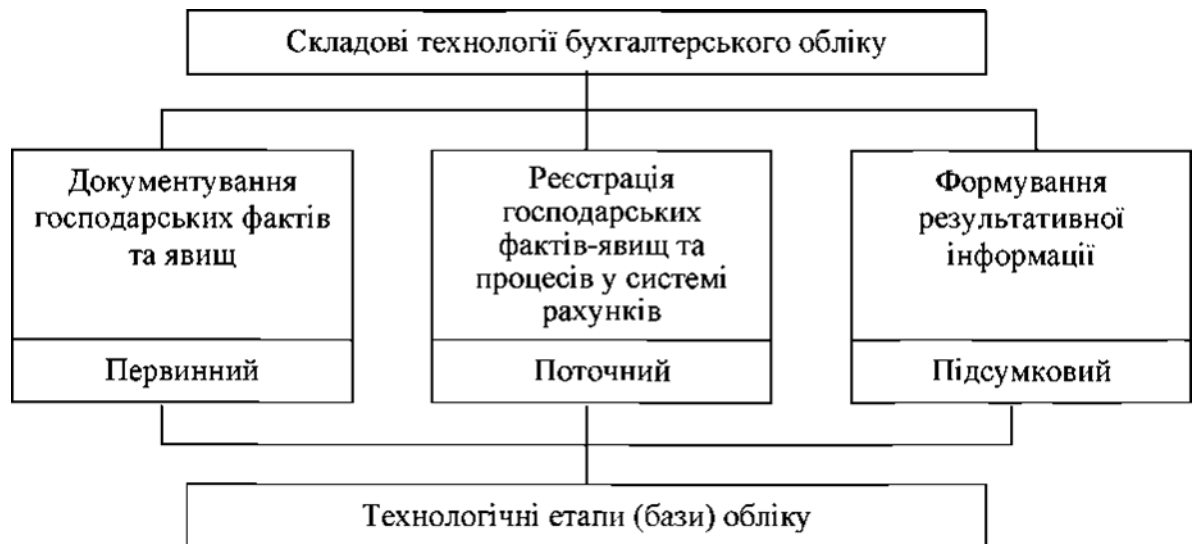 Складові технології бухгалтерського обліку
Документування
господарських фактів
та явищ
Первинний
Реєстрація
господарських
фактів-явищ та
процесів у системі
рахунків
Поточний
Формування
результативної
інформації
Підсумковий
Технологічні етапи (бази) обліку